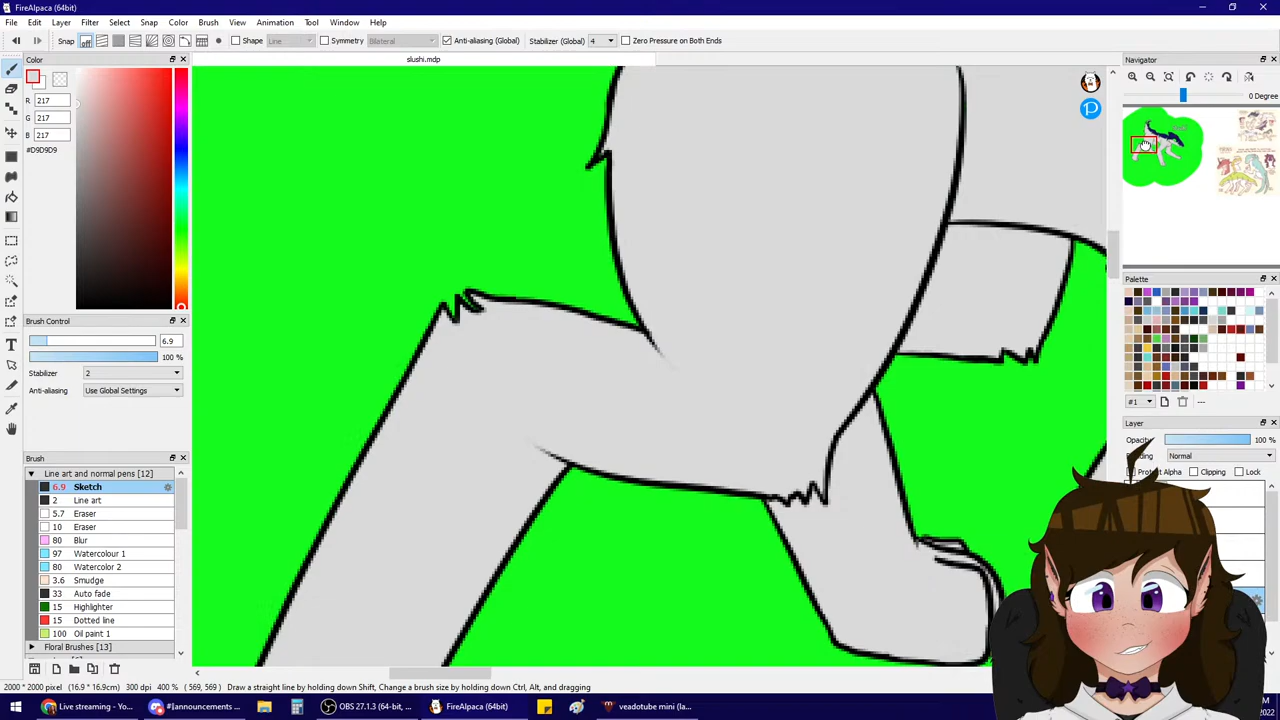 FireAlpaca (64bit)
File Edit Layer Filter Select Snap Color Brush View Animation Tool Window Help
Snap off Shape Line Symmetry Bilateral Anti-aliasing (Global) Stabilizer (Global) 4 Zero Pressure on Both Ends
Color
slushi.mdp
Navigator
R 217
G 217
B 217
#D9D9D9
0 Degree
Brush Control
6.9
100 %
Stabilizer 2
Anti-aliasing Use Global Settings
Palette
#1
---
Layer
Opacity 100 %
Blending Normal
Protect Alpha Clipping Lock
Brush
Line art and normal pens [12]
6.9 Sketch
2 Line art
5.7 Eraser
10 Eraser
80 Blur
97 Watercolour 1
80 Watercolor 2
3.6 Smudge
33 Auto fade
15 Highlighter
15 Dotted line
100 Oil paint 1
Floral Brushes [13]
2000 * 2000 pixel (16.9 * 16.9cm) 300 dpi 400 % ( 569, 569 ) Draw a straight line by holding down Shift, Change a brush size by holding down Ctrl, Alt, and dragging
Live streaming - Yo... #[announcements ... OBS 27.1.3 (64-bit, ... FireAlpaca (64bit) veadotube mini (la...
2022